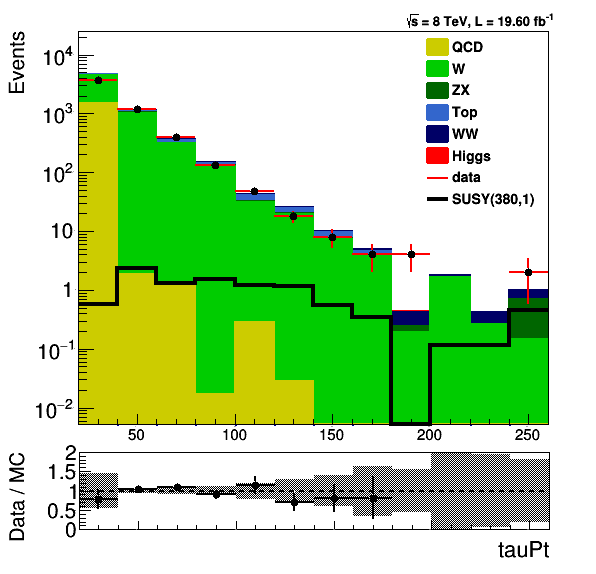 √s = 8 TeV, L = 19.60 fb⁻¹
Events
10⁴
10³
10²
10
1
10⁻¹
10⁻²
QCD
W
ZX
Top
WW
Higgs
data
SUSY(380,1)
50 100 150 200 250
Data / MC
2
1.5
1
0.5
0
tauPt